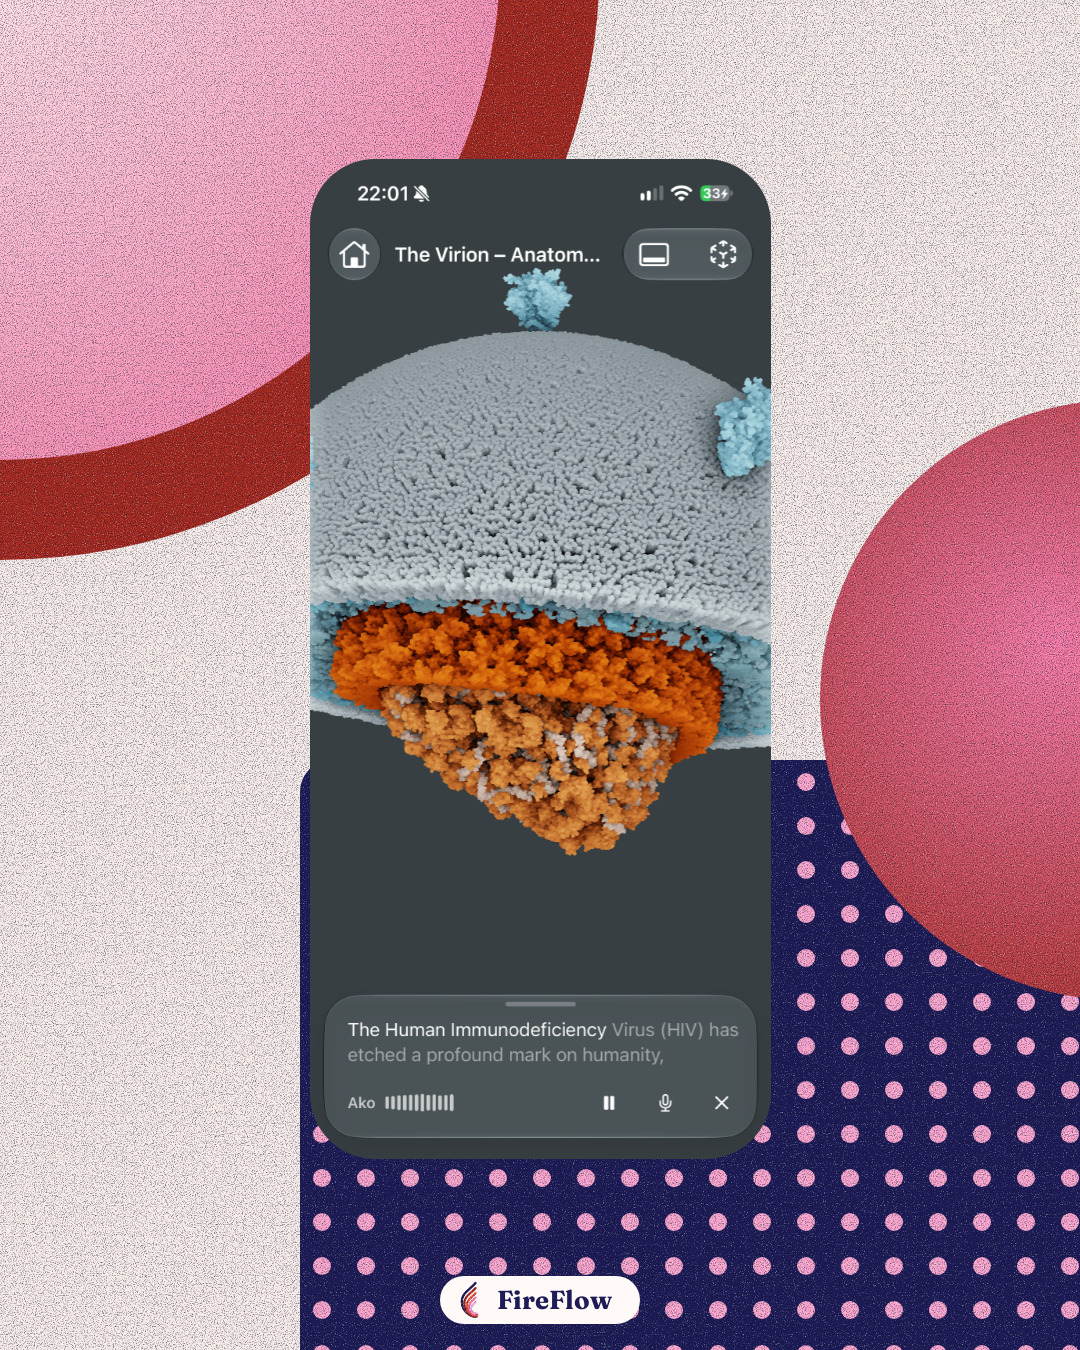 22:01
33
The Virion – Anatom...
The Human Immunodeficiency Virus (HIV) has
etched a profound mark on humanity,
Ako
FireFlow